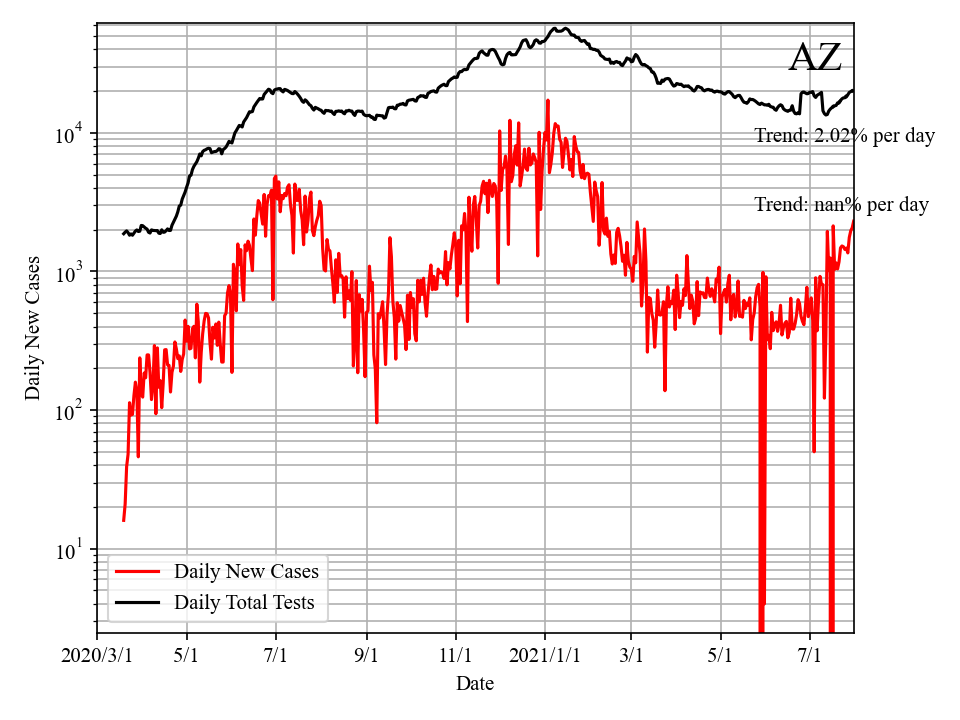 AZ
Trend: 2.02% per day
Trend: nan% per day
Daily New Cases
10^4
10^3
10^2
10^1
Daily New Cases
Daily Total Tests
2020/3/1 5/1 7/1 9/1 11/1 2021/1/1 3/1 5/1 7/1
Date